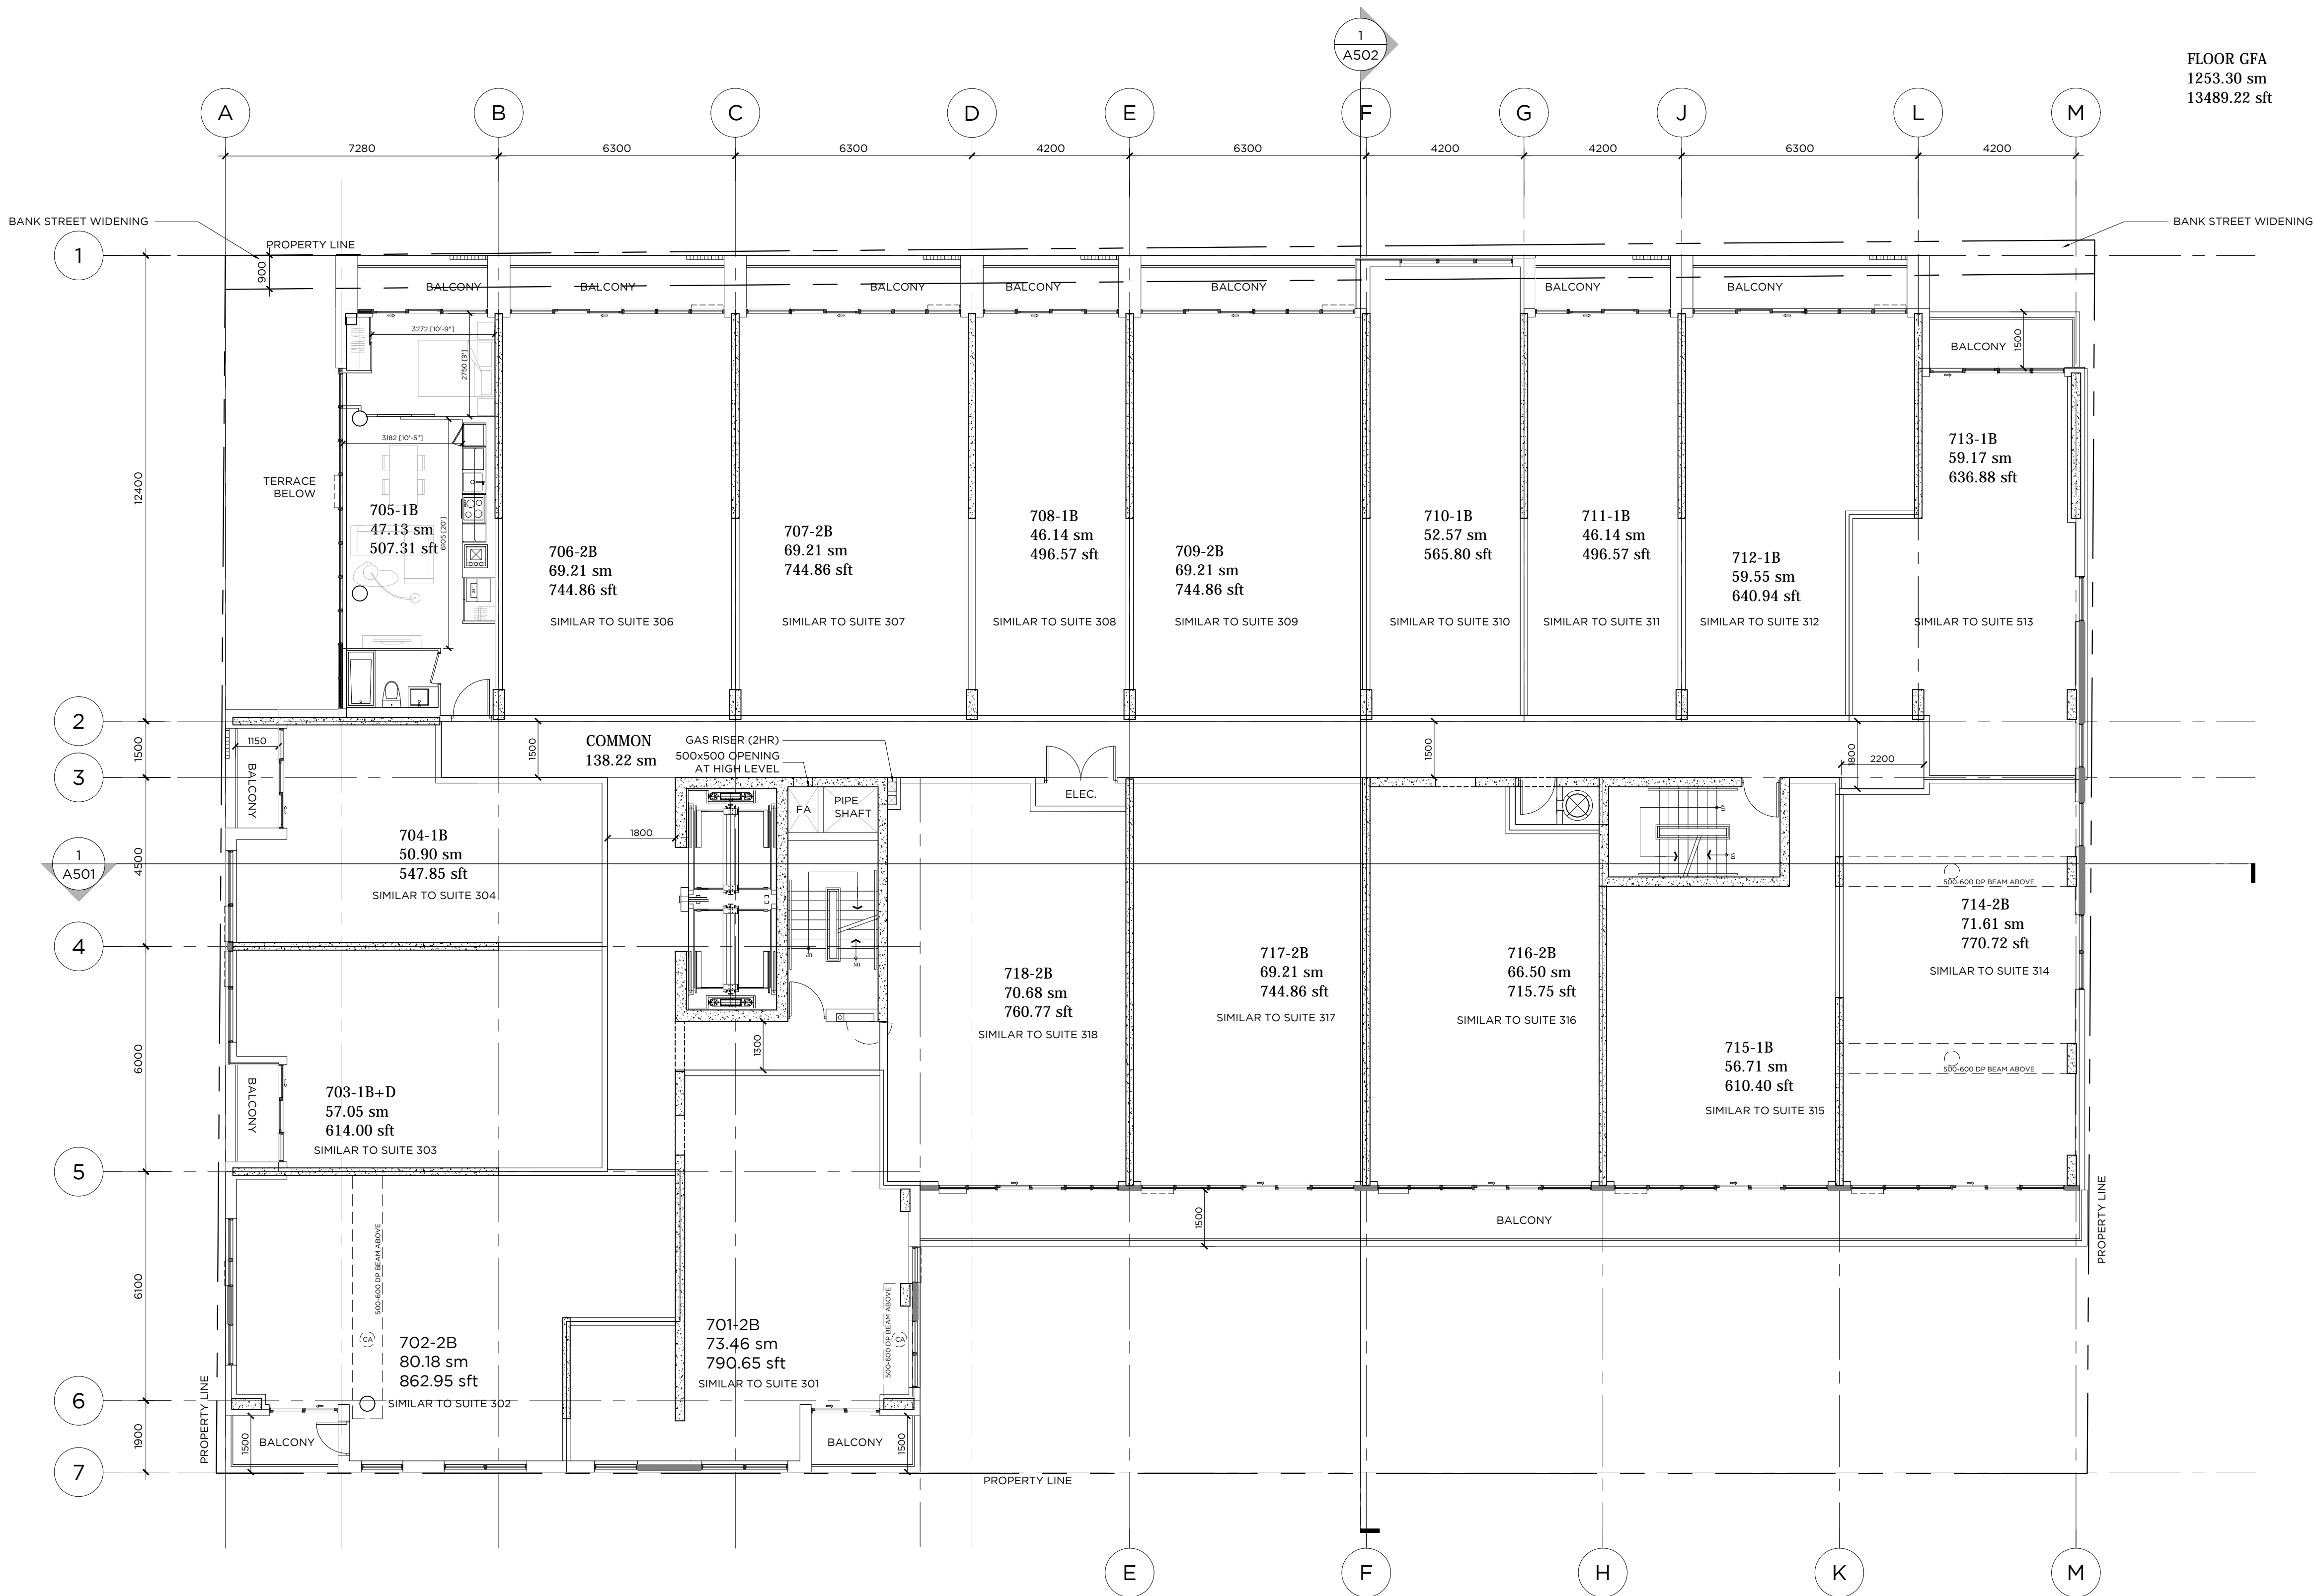 1
A502
FLOOR GFA
1253.30 sm
13489.22 sft
A
B
C
D
E
F
G
J
L
M
7280
6300
6300
4200
6300
4200
4200
6300
4200
BANK STREET WIDENING
BANK STREET WIDENING
PROPERTY LINE
1
900
BALCONY
BALCONY
BALCONY
BALCONY
BALCONY
BALCONY
BALCONY
BALCONY
1500
3272 [10'-9"]
2750 [9']
3182 [10'-5"]
6105 [20']
12400
TERRACE
BELOW
705-1B
47.13 sm
507.31 sft
706-2B
69.21 sm
744.86 sft
SIMILAR TO SUITE 306
707-2B
69.21 sm
744.86 sft
SIMILAR TO SUITE 307
708-1B
46.14 sm
496.57 sft
SIMILAR TO SUITE 308
709-2B
69.21 sm
744.86 sft
SIMILAR TO SUITE 309
710-1B
52.57 sm
565.80 sft
SIMILAR TO SUITE 310
711-1B
46.14 sm
496.57 sft
SIMILAR TO SUITE 311
712-1B
59.55 sm
640.94 sft
SIMILAR TO SUITE 312
713-1B
59.17 sm
636.88 sft
SIMILAR TO SUITE 513
2
1500
3
1150
BALCONY
1500
COMMON
138.22 sm
GAS RISER (2HR)
500x500 OPENING
AT HIGH LEVEL
FA
PIPE
SHAFT
ELEC.
1500
1800
2200
1800
UP
DN
UP
DN
1
A501
4500
704-1B
50.90 sm
547.85 sft
SIMILAR TO SUITE 304
4
6000
BALCONY
703-1B+D
57.05 sm
614.00 sft
SIMILAR TO SUITE 303
1300
718-2B
70.68 sm
760.77 sft
SIMILAR TO SUITE 318
717-2B
69.21 sm
744.86 sft
SIMILAR TO SUITE 317
716-2B
66.50 sm
715.75 sft
SIMILAR TO SUITE 316
715-1B
56.71 sm
610.40 sft
SIMILAR TO SUITE 315
500-600 DP BEAM ABOVE
714-2B
71.61 sm
770.72 sft
SIMILAR TO SUITE 314
500-600 DP BEAM ABOVE
5
1500
BALCONY
PROPERTY LINE
6100
500-600 DP BEAM ABOVE
CA
702-2B
80.18 sm
862.95 sft
SIMILAR TO SUITE 302
701-2B
73.46 sm
790.65 sft
SIMILAR TO SUITE 301
500-600 DP BEAM ABOVE
CA
6
1900
PROPERTY LINE
1500
BALCONY
BALCONY
1500
7
PROPERTY LINE
E
F
H
K
M